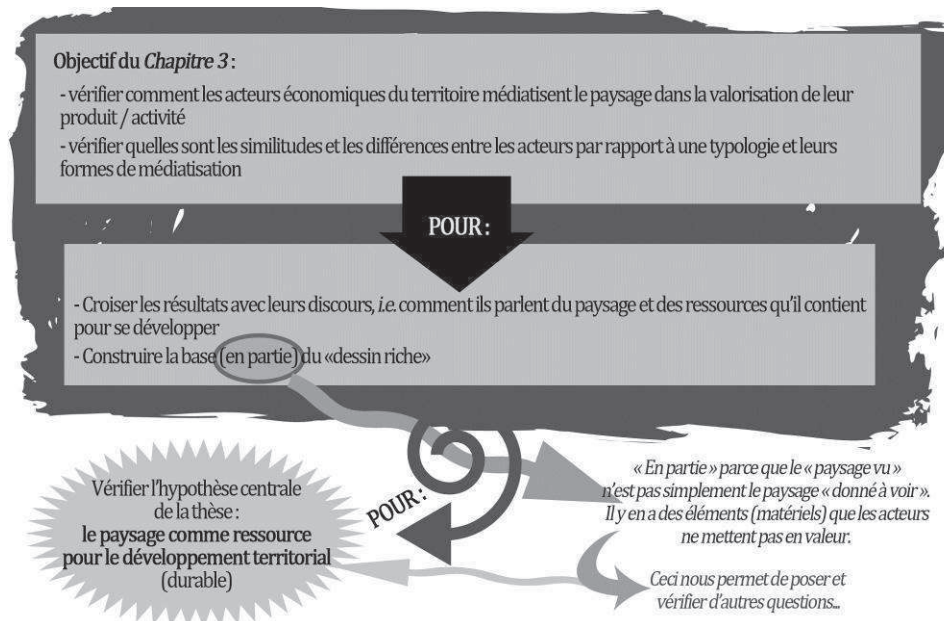 Objectif du Chapitre 3 :
- vérifier comment les acteurs économiques du territoire médiatisent le paysage dans la valorisation de leur
produit / activité
- vérifier quelles sont les similitudes et les différences entre les acteurs par rapport à une typologie et leurs
formes de médiatisation
POUR :
- Croiser les résultats avec leurs discours, i.e. comment ils parlent du paysage et des ressources qu'il contient
pour se développer
- Construire la base (en partie) du «dessin riche»
Vérifier l'hypothèse centrale
de la thèse :
le paysage comme ressource
pour le développement territorial
(durable)
POUR :
« En partie » parce que le « paysage vu »
n'est pas simplement le paysage « donné à voir ».
Il y en a des éléments (matériels) que les acteurs
ne mettent pas en valeur.
Ceci nous permet de poser et
vérifier d'autres questions...